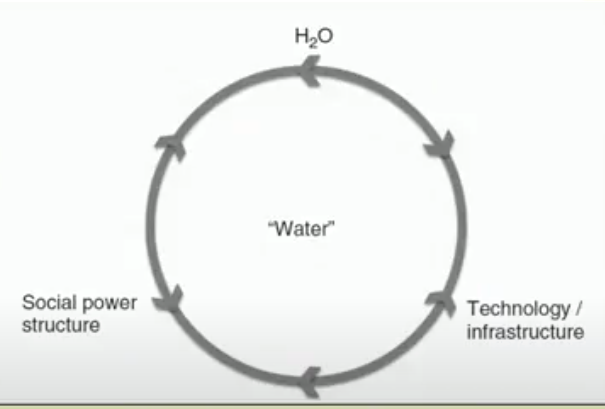 H₂O
“Water”
Social power
structure
Technology /
infrastructure